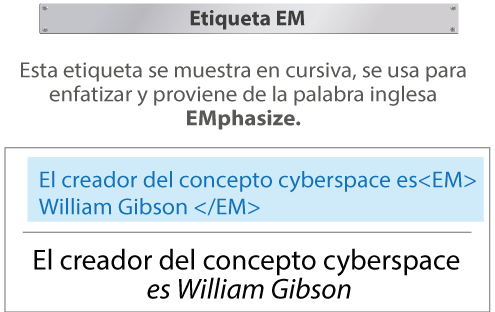 Etiqueta EM
Esta etiqueta se muestra en cursiva, se usa para
enfatizar y proviene de la palabra inglesa
EMphasize.
El creador del concepto cyberspace es<EM>
William Gibson </EM>
El creador del concepto cyberspace
es William Gibson